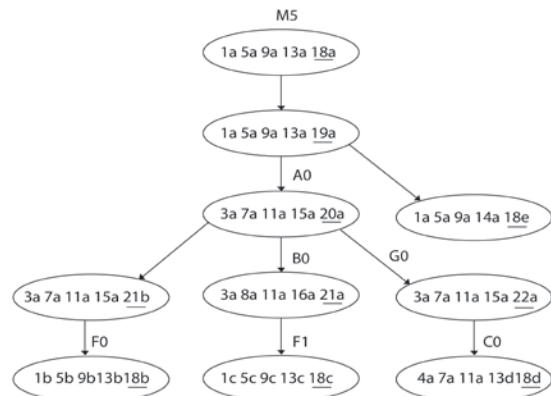 M5
1a 5a 9a 13a 18a
1a 5a 9a 13a 19a
A0
3a 7a 11a 15a 20a
1a 5a 9a 14a 18e
B0
G0
3a 7a 11a 15a 21b
3a 8a 11a 16a 21a
3a 7a 11a 15a 22a
F0
F1
C0
1b 5b 9b13b18b
1c 5c 9c 13c 18c
4a 7a 11a 13d18d